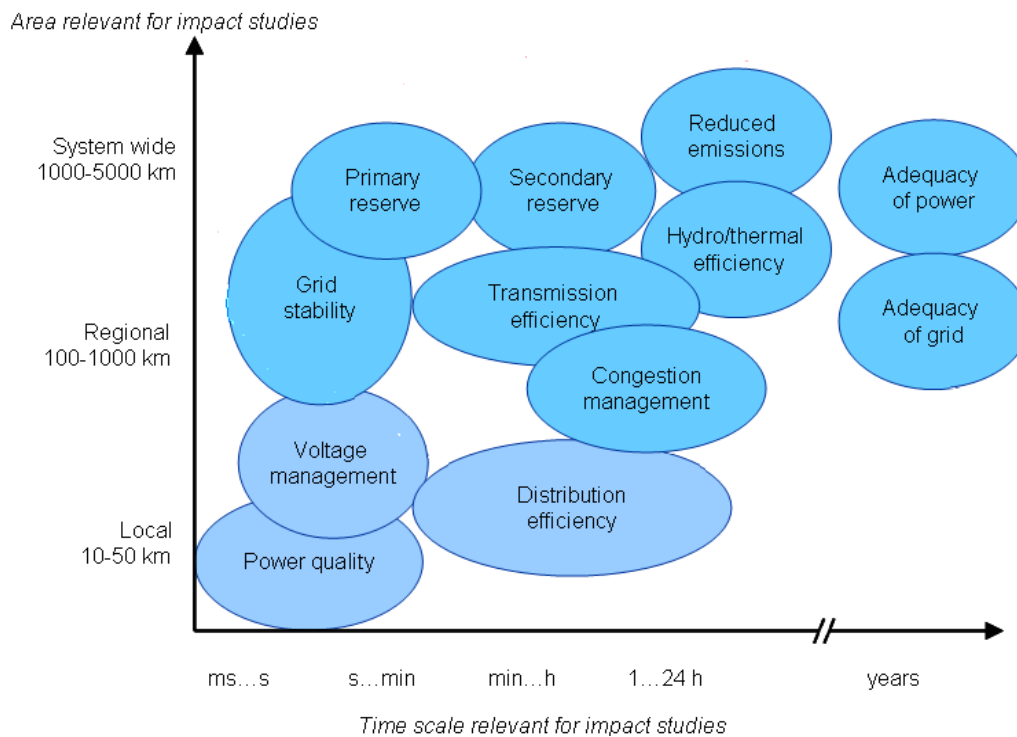 Area relevant for impact studies
System wide
1000-5000 km
Reduced
emissions
Primary
reserve
Secondary
reserve
Adequacy
of power
Hydro/thermal
efficiency
Grid
stability
Transmission
efficiency
Adequacy
of grid
Regional
100-1000 km
Congestion
management
Voltage
management
Distribution
efficiency
Local
10-50 km
Power quality
ms...s
s...min
min...h
1...24 h
years
Time scale relevant for impact studies